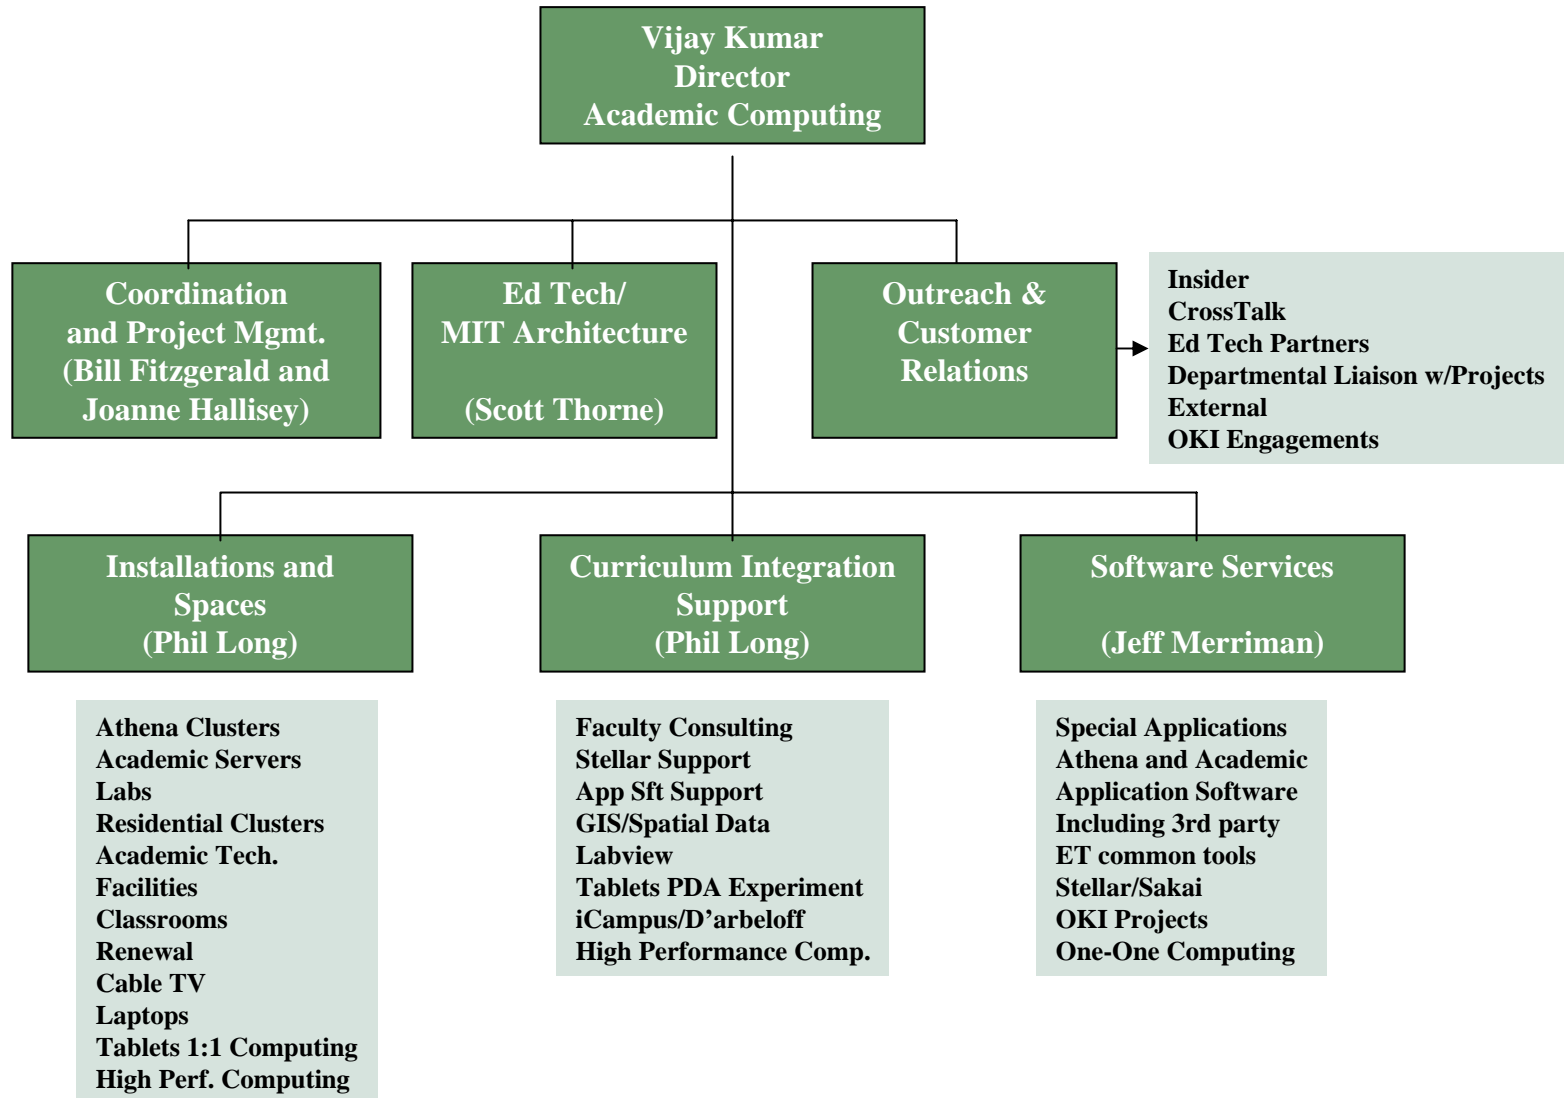 Vijay Kumar
Director
Academic Computing
Coordination
and Project Mgmt.
(Bill Fitzgerald and
Joanne Hallisey)
Ed Tech/
MIT Architecture
(Scott Thorne)
Outreach &
Customer
Relations
Insider
CrossTalk
Ed Tech Partners
Departmental Liaison w/Projects
External
OKI Engagements
Installations and
Spaces
(Phil Long)
Curriculum Integration
Support
(Phil Long)
Software Services
(Jeff Merriman)
Athena Clusters
Academic Servers
Labs
Residential Clusters
Academic Tech.
Facilities
Classrooms
Renewal
Cable TV
Laptops
Tablets 1:1 Computing
High Perf. Computing
Faculty Consulting
Stellar Support
App Sft Support
GIS/Spatial Data
Labview
Tablets PDA Experiment
iCampus/D’arbeloff
High Performance Comp.
Special Applications
Athena and Academic
Application Software
Including 3rd party
ET common tools
Stellar/Sakai
OKI Projects
One-One Computing